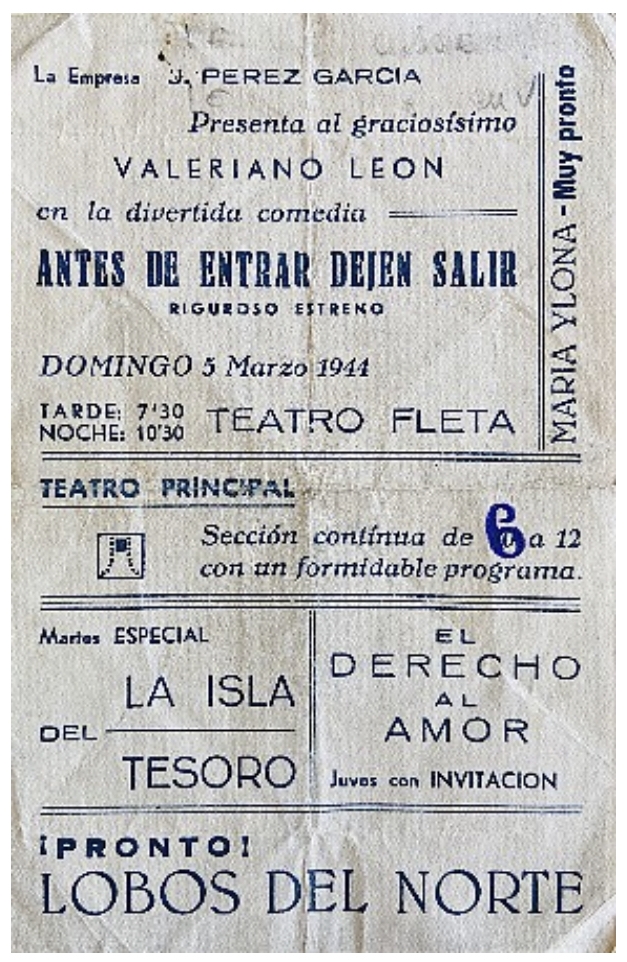 La Empresa J. PEREZ GARCIA
Presenta al graciosísimo
VALERIANO LEON
en la divertida comedia
ANTES DE ENTRAR DEJEN SALIR
RIGUROSO ESTRENO
DOMINGO 5 Marzo 1944
TARDE: 7'30
NOCHE: 10'30
TEATRO FLETA
MARIA YLONA - Muy pronto
TEATRO PRINCIPAL
Sección contínua de 6 a 12
con un formidable programa.
Martes ESPECIAL
LA ISLA
DEL
TESORO
EL
DERECHO
AL
AMOR
Juves con INVITACION
¡PRONTO!
LOBOS DEL NORTE